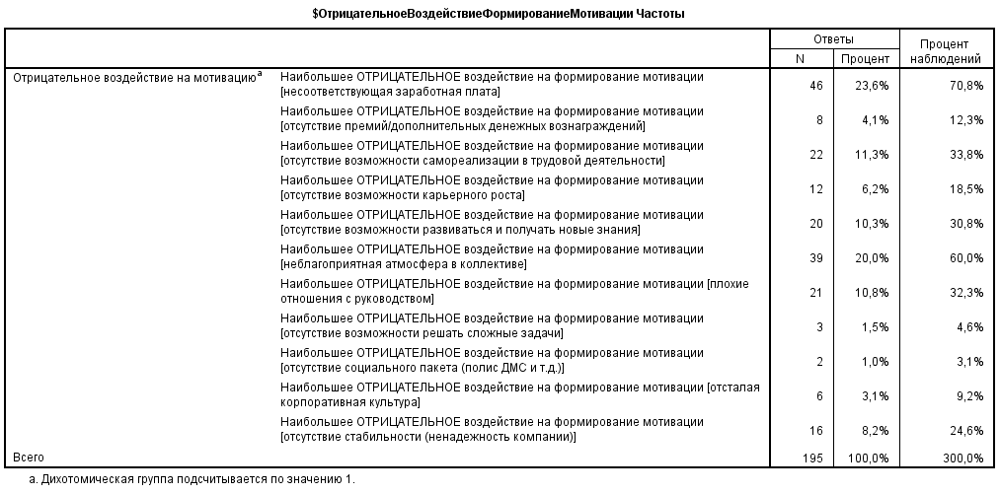 $ОтрицательноеВоздействиеФормированиеМотивации Частоты
Ответы
Процент наблюдений
N Процент
Отрицательное воздействие на мотивациюa
Наибольшее ОТРИЦАТЕЛЬНОЕ воздействие на формирование мотивации
[несоответствующая заработная плата]
46 23,6% 70,8%
Наибольшее ОТРИЦАТЕЛЬНОЕ воздействие на формирование мотивации
[отсутствие премий/дополнительных денежных вознаграждений]
8 4,1% 12,3%
Наибольшее ОТРИЦАТЕЛЬНОЕ воздействие на формирование мотивации
[отсутствие возможности самореализации в трудовой деятельности]
22 11,3% 33,8%
Наибольшее ОТРИЦАТЕЛЬНОЕ воздействие на формирование мотивации
[отсутствие возможности карьерного роста]
12 6,2% 18,5%
Наибольшее ОТРИЦАТЕЛЬНОЕ воздействие на формирование мотивации
[отсутствие возможности развиваться и получать новые знания]
20 10,3% 30,8%
Наибольшее ОТРИЦАТЕЛЬНОЕ воздействие на формирование мотивации
[неблагоприятная атмосфера в коллективе]
39 20,0% 60,0%
Наибольшее ОТРИЦАТЕЛЬНОЕ воздействие на формирование мотивации [плохие
отношения с руководством]
21 10,8% 32,3%
Наибольшее ОТРИЦАТЕЛЬНОЕ воздействие на формирование мотивации
[отсутствие возможности решать сложные задачи]
3 1,5% 4,6%
Наибольшее ОТРИЦАТЕЛЬНОЕ воздействие на формирование мотивации
[отсутствие социального пакета (полис ДМС и т.д.)]
2 1,0% 3,1%
Наибольшее ОТРИЦАТЕЛЬНОЕ воздействие на формирование мотивации [отсталая
корпоративная культура]
6 3,1% 9,2%
Наибольшее ОТРИЦАТЕЛЬНОЕ воздействие на формирование мотивации
[отсутствие стабильности (ненадежность компании)]
16 8,2% 24,6%
Всего 195 100,0% 300,0%
a. Дихотомическая группа подсчитывается по значению 1.